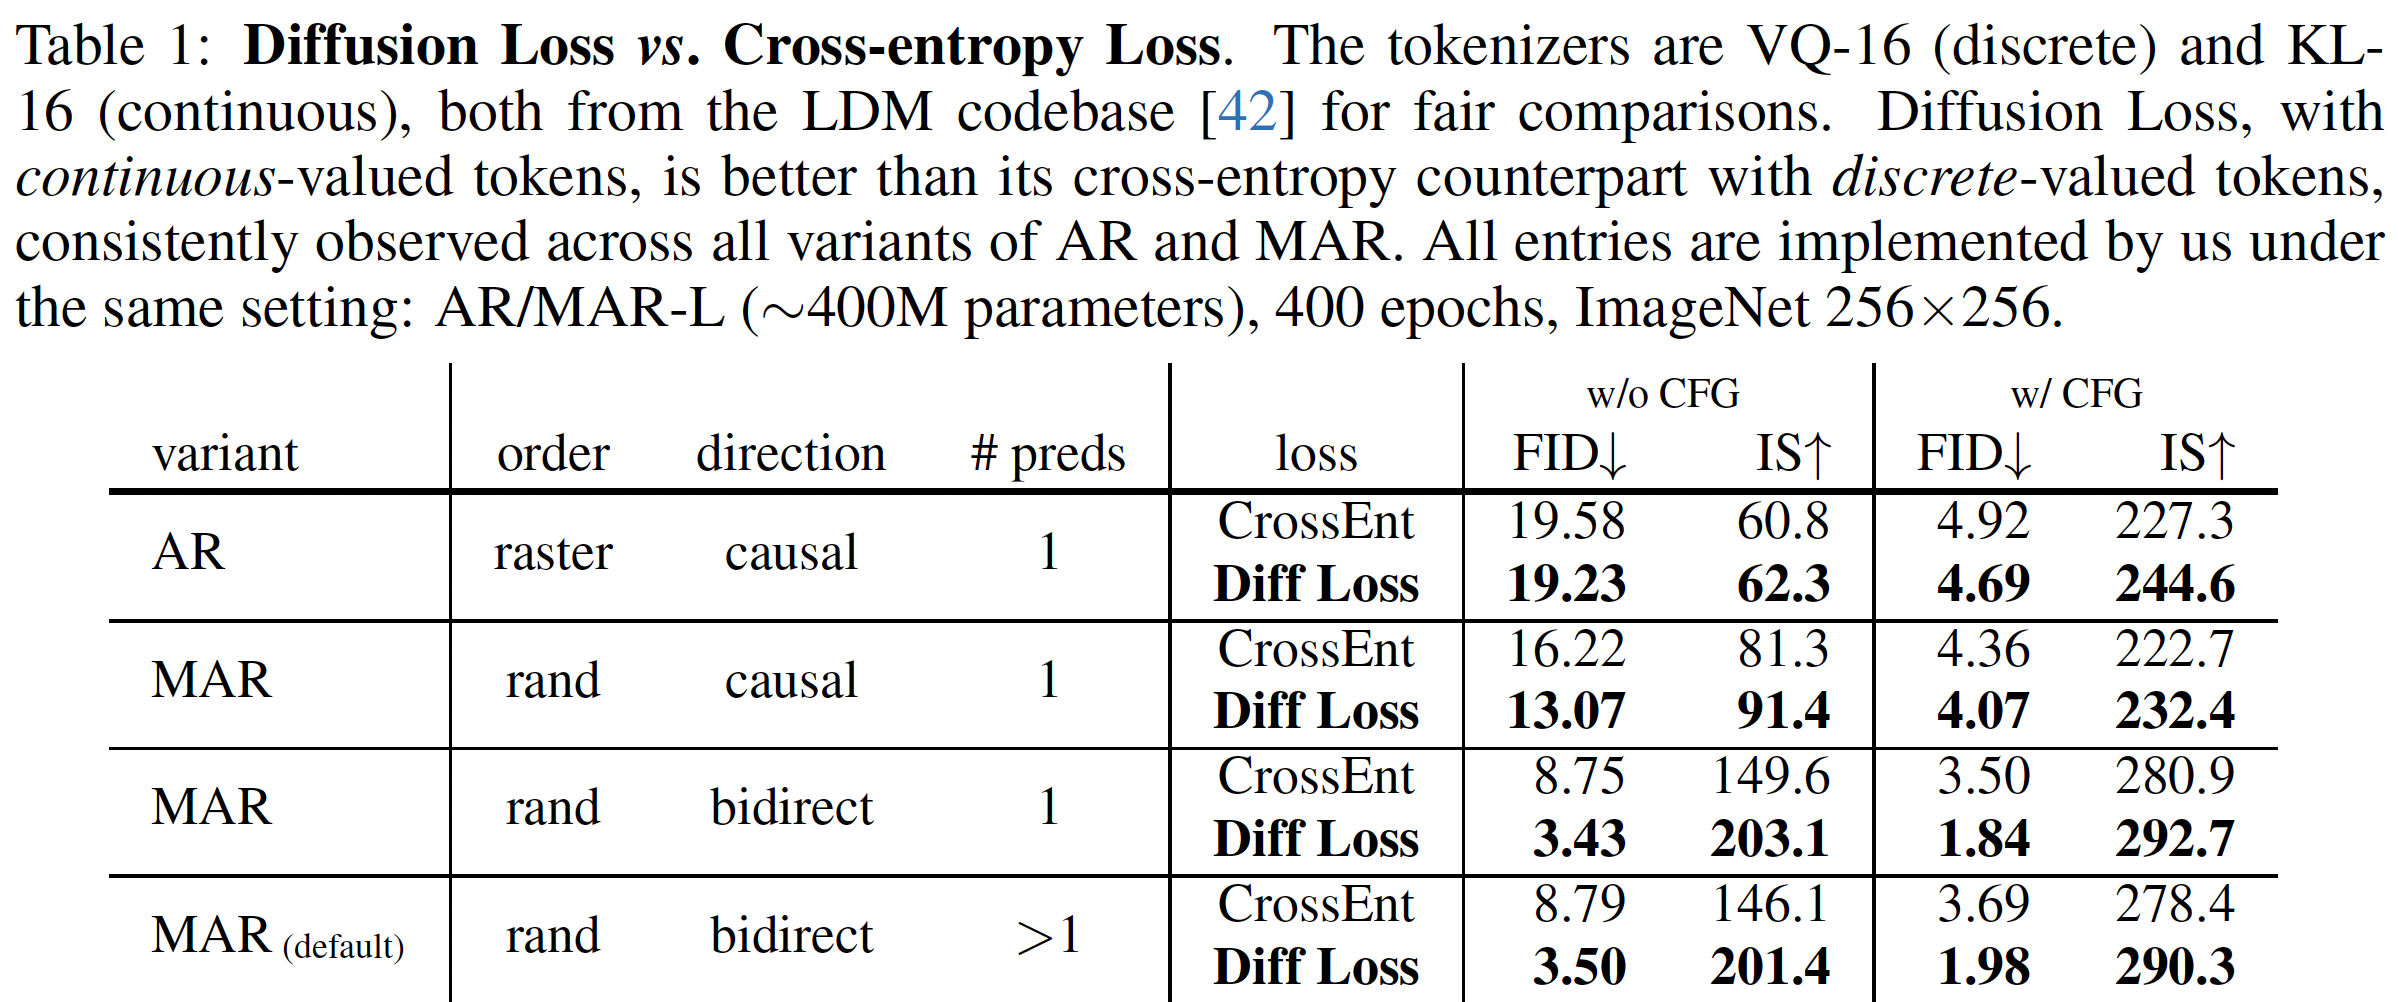 Table 1: Diffusion Loss vs. Cross-entropy Loss. The tokenizers are VQ-16 (discrete) and KL-
16 (continuous), both from the LDM codebase [42] for fair comparisons. Diffusion Loss, with
continuous-valued tokens, is better than its cross-entropy counterpart with discrete-valued tokens,
consistently observed across all variants of AR and MAR. All entries are implemented by us under
the same setting: AR/MAR-L (∼400M parameters), 400 epochs, ImageNet 256×256.
w/o CFG w/ CFG
variant order direction # preds loss FID↓ IS↑ FID↓ IS↑
CrossEnt 19.58 60.8 4.92 227.3
AR raster causal 1
Diff Loss 19.23 62.3 4.69 244.6
CrossEnt 16.22 81.3 4.36 222.7
MAR rand causal 1
Diff Loss 13.07 91.4 4.07 232.4
CrossEnt 8.75 149.6 3.50 280.9
MAR rand bidirect 1
Diff Loss 3.43 203.1 1.84 292.7
CrossEnt 8.79 146.1 3.69 278.4
MAR (default) rand bidirect >1
Diff Loss 3.50 201.4 1.98 290.3